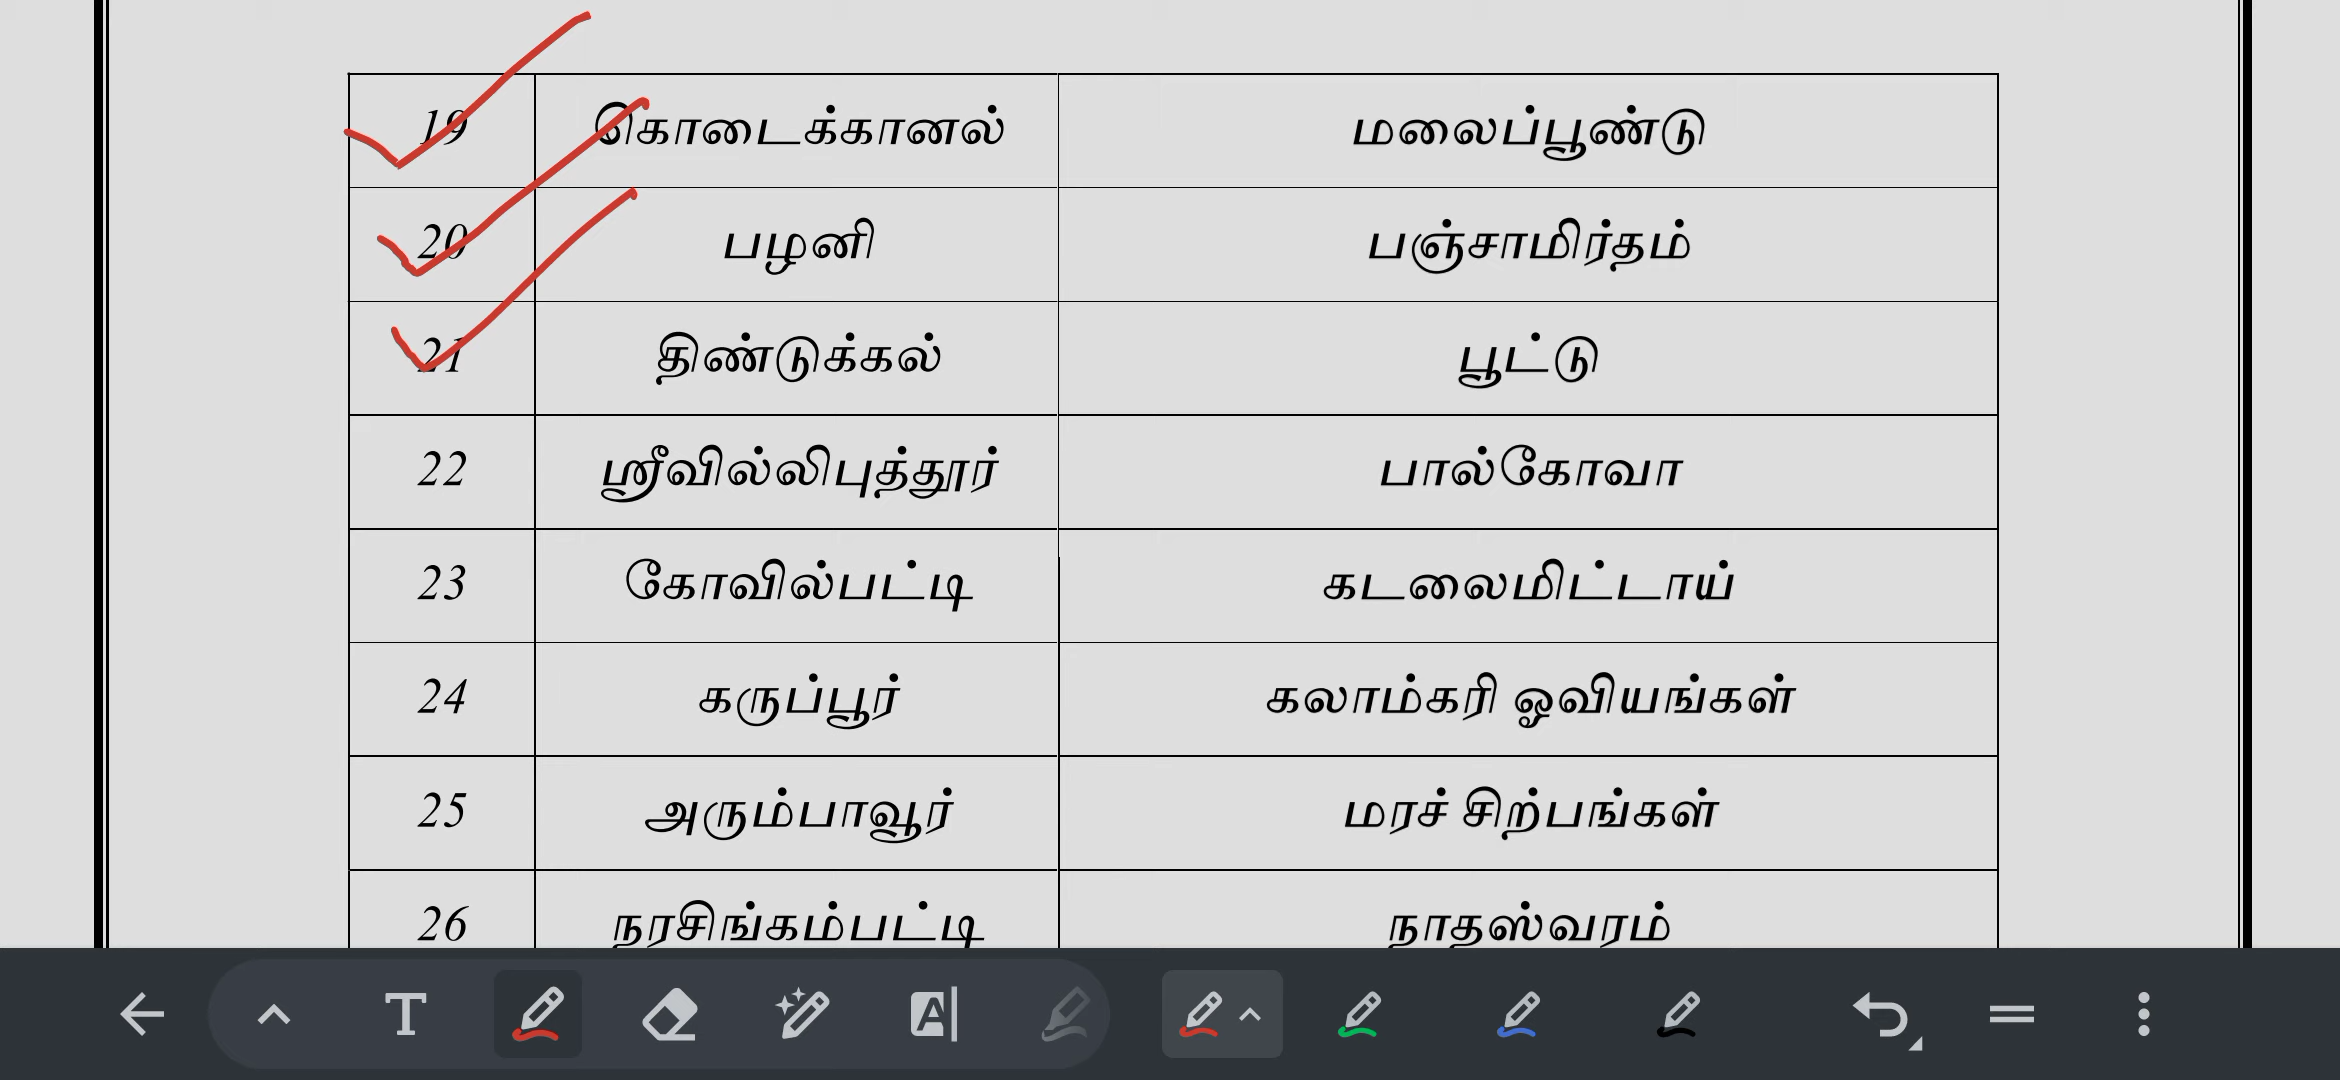 19 கொடைக்கானல் மலைப்பூண்டு
20 பழனி பஞ்சாமிர்தம்
21 திண்டுக்கல் பூட்டு
22 ஸ்ரீவில்லிபுத்தூர் பால்கோவா
23 கோவில்பட்டி கடலைமிட்டாய்
24 கருப்பூர் கலாம்கரி ஓவியங்கள்
25 அரும்பாவூர் மரச் சிற்பங்கள்
26 நரசிங்கம்பட்டி நாதஸ்வரம்